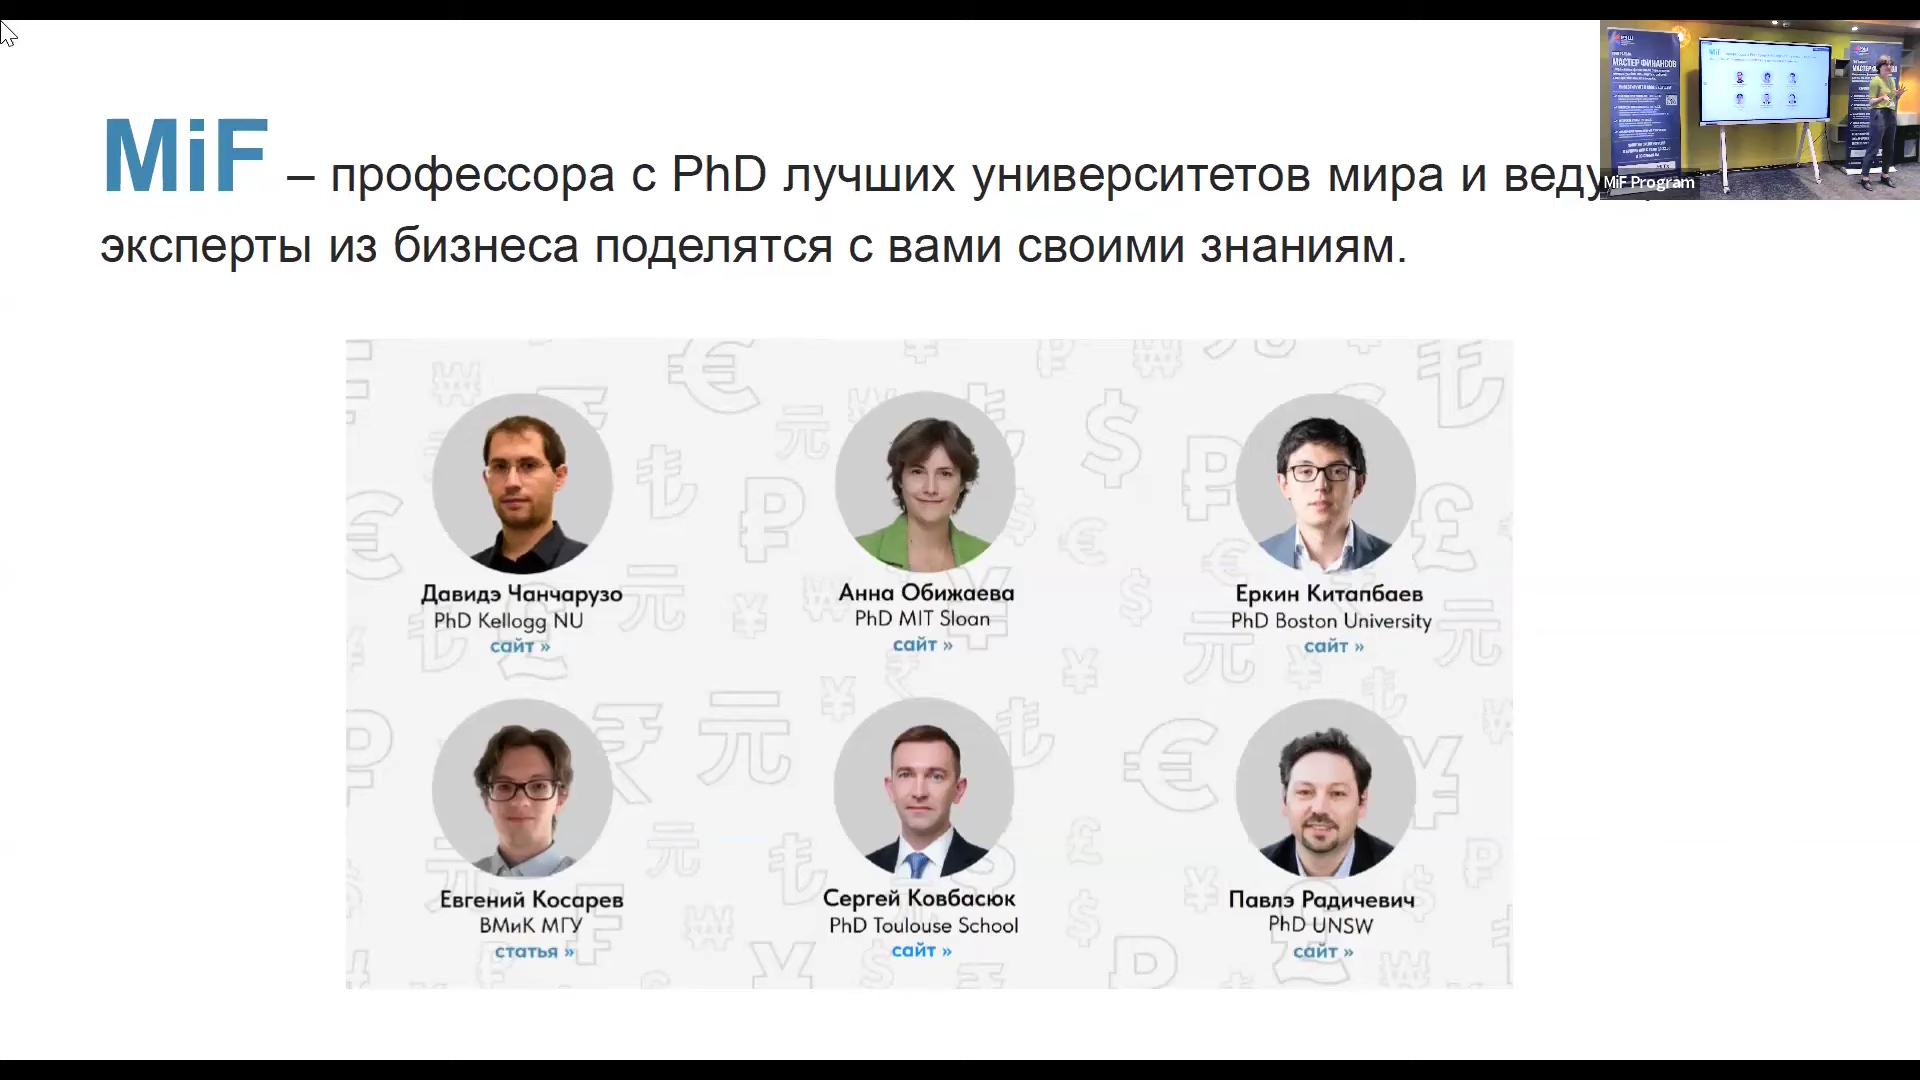 MiF – профессора с PhD лучших университетов мира и веду
эксперты из бизнеса поделятся с вами своими знаниям.
MiF Program
МАСТЕР ФИНАНСОВ
Давидэ Чанчарузо
PhD Kellogg NU
сайт »
Анна Обижаева
PhD MIT Sloan
сайт »
Еркин Китапбаев
PhD Boston University
сайт »
Евгений Косарев
ВМиК МГУ
статья »
Сергей Ковбасюк
PhD Toulouse School
сайт »
Павлэ Радичевич
PhD UNSW
сайт »